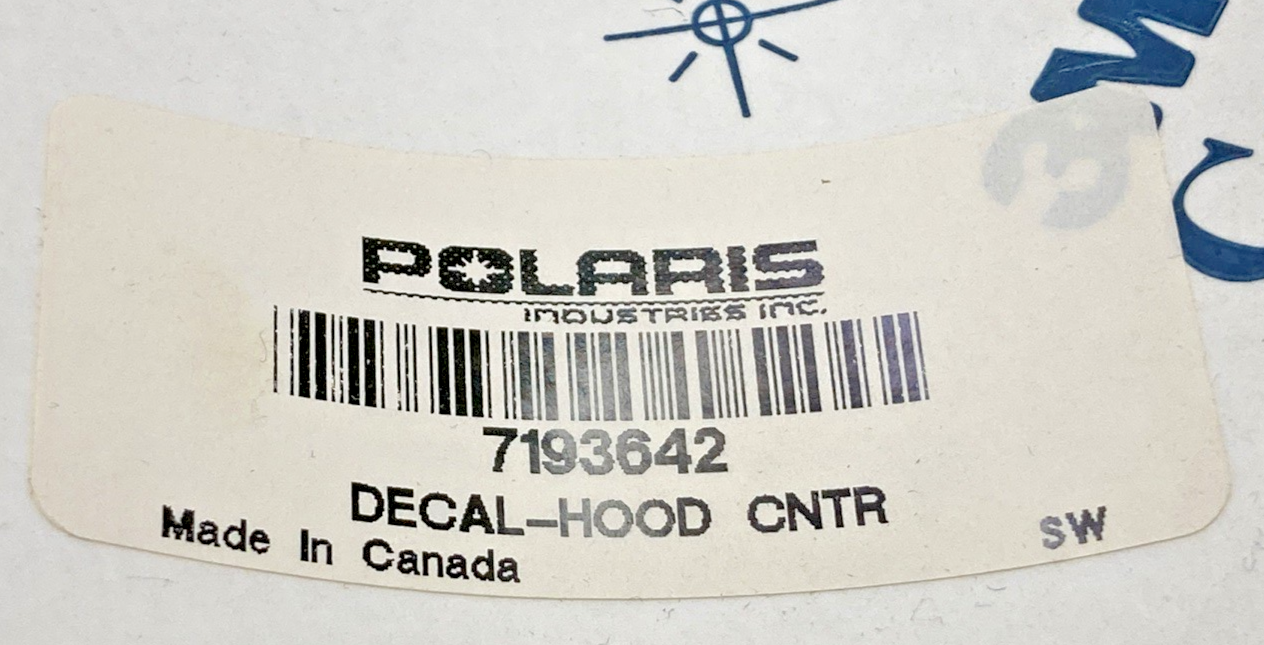 POLARIS
INDUSTRIES INC.
7193642
DECAL-HOOD CNTR
Made In Canada
SW